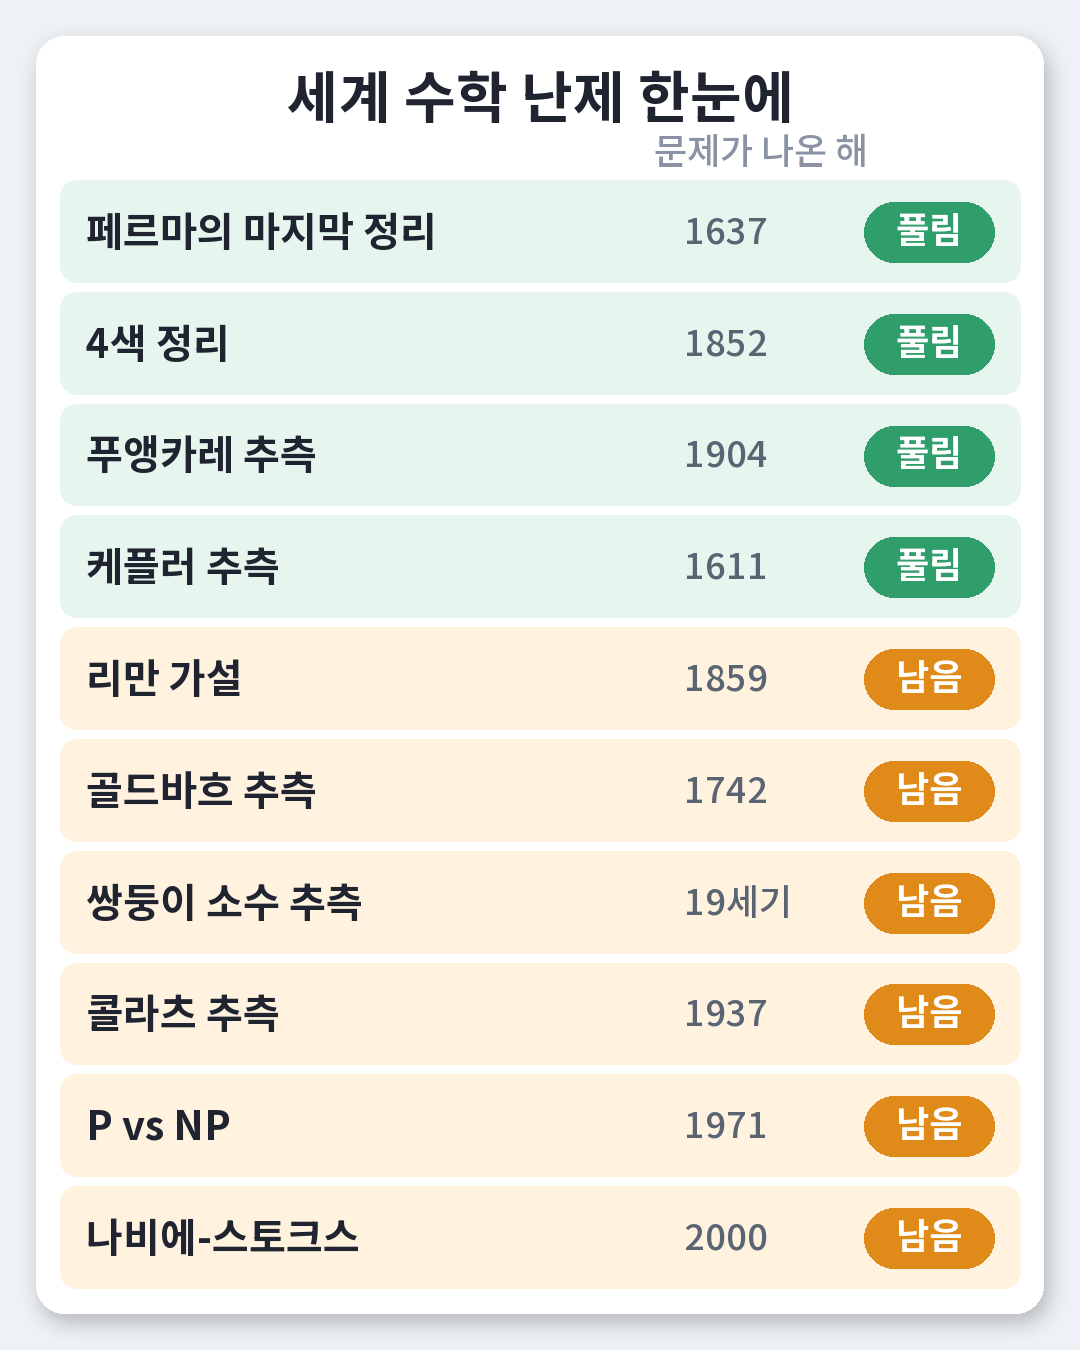 세계 수학 난제 한눈에
문제가 나온 해
페르마의 마지막 정리 1637 풀림
4색 정리 1852 풀림
푸앵카레 추측 1904 풀림
케플러 추측 1611 풀림
리만 가설 1859 남음
골드바흐 추측 1742 남음
쌍둥이 소수 추측 19세기 남음
콜라츠 추측 1937 남음
P vs NP 1971 남음
나비에-스토크스 2000 남음